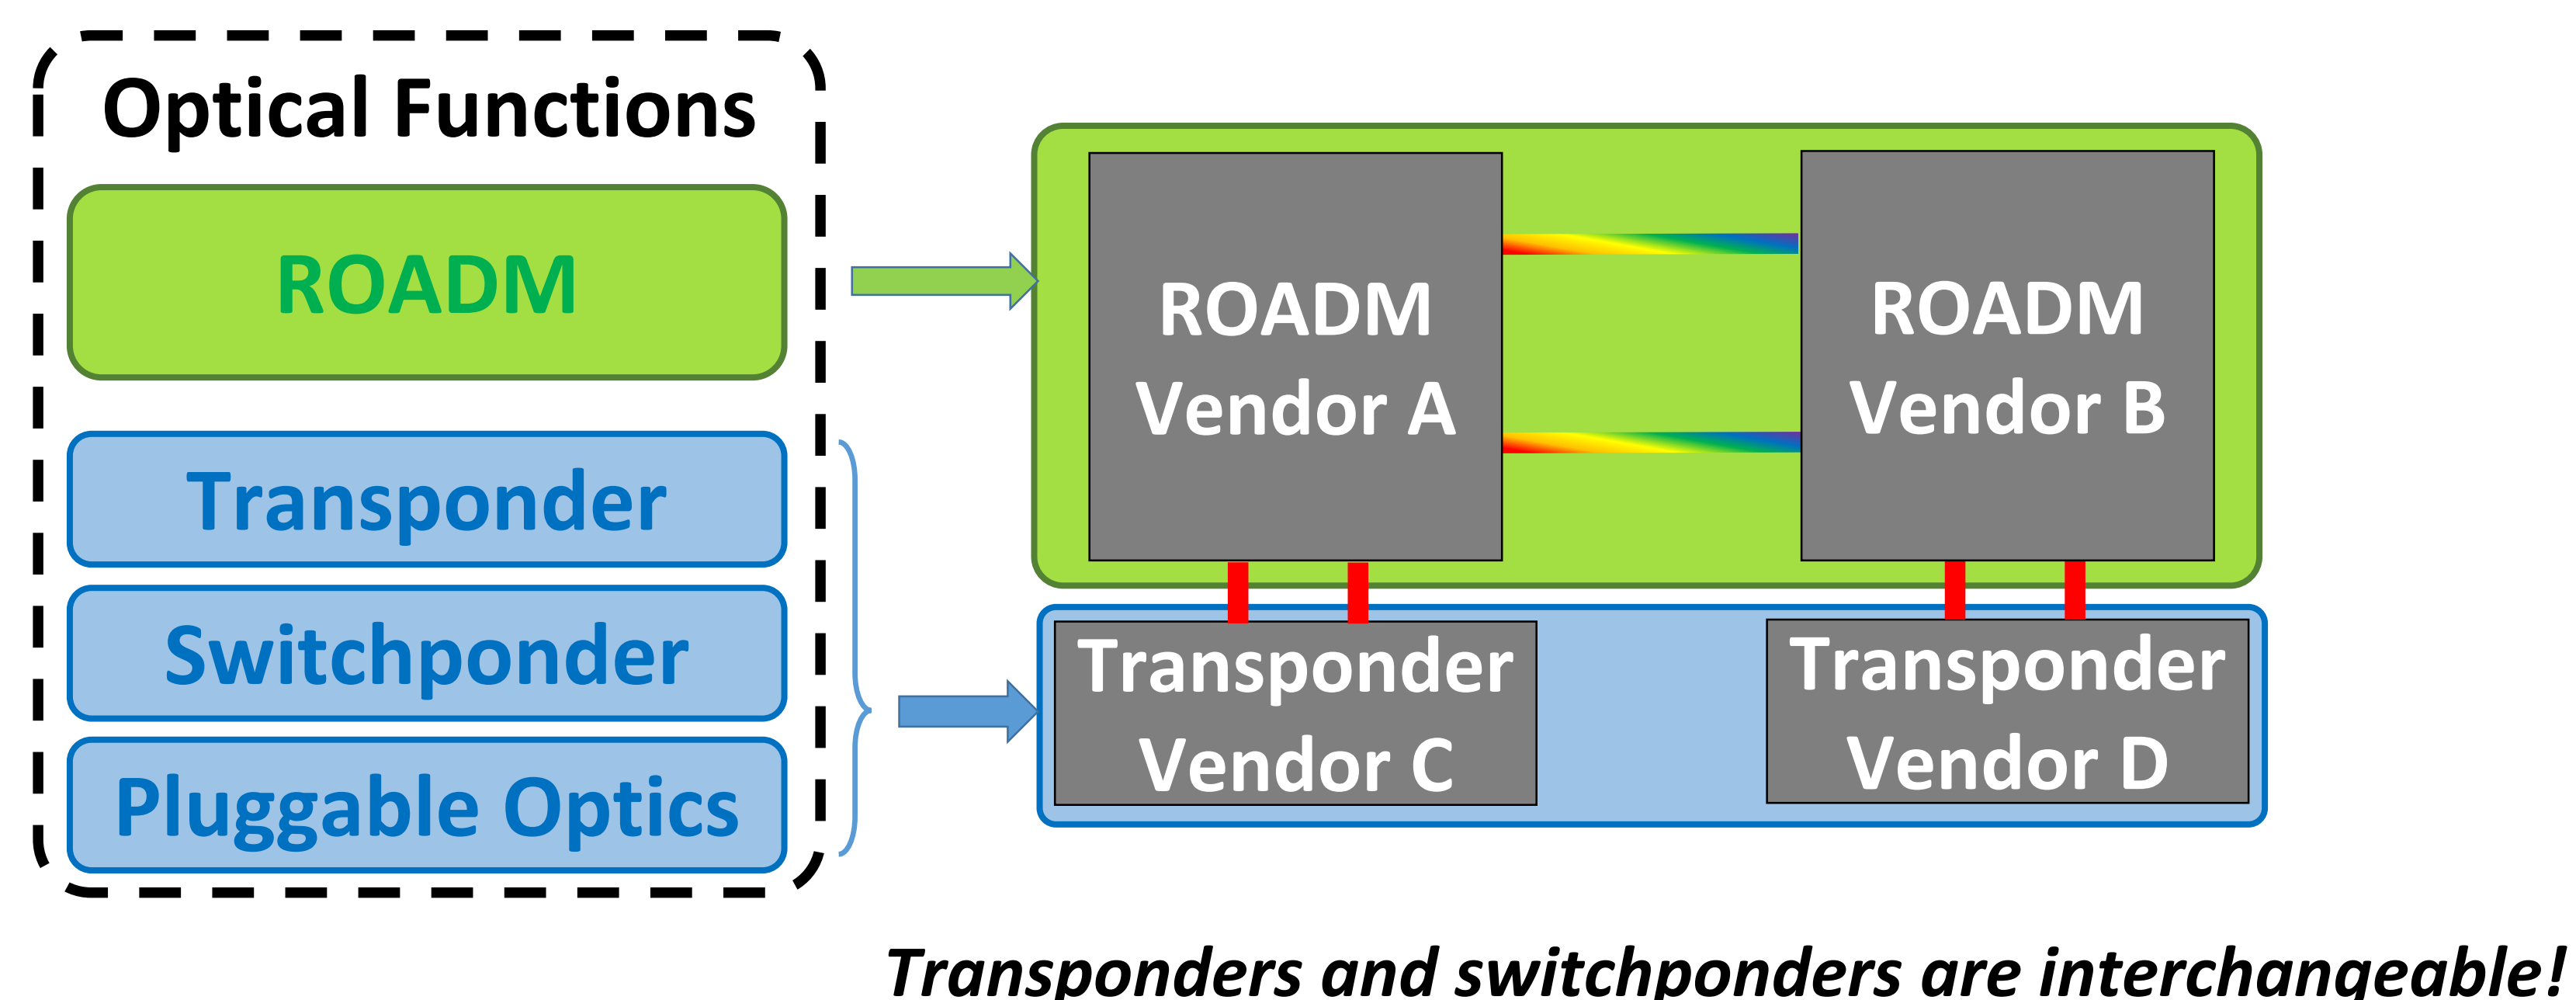 Optical Functions
ROADM
Transponder
Switchponder
Pluggable Optics
ROADM
Vendor A
ROADM
Vendor B
Transponder
Vendor C
Transponder
Vendor D
Transponders and switchponders are interchangeable!